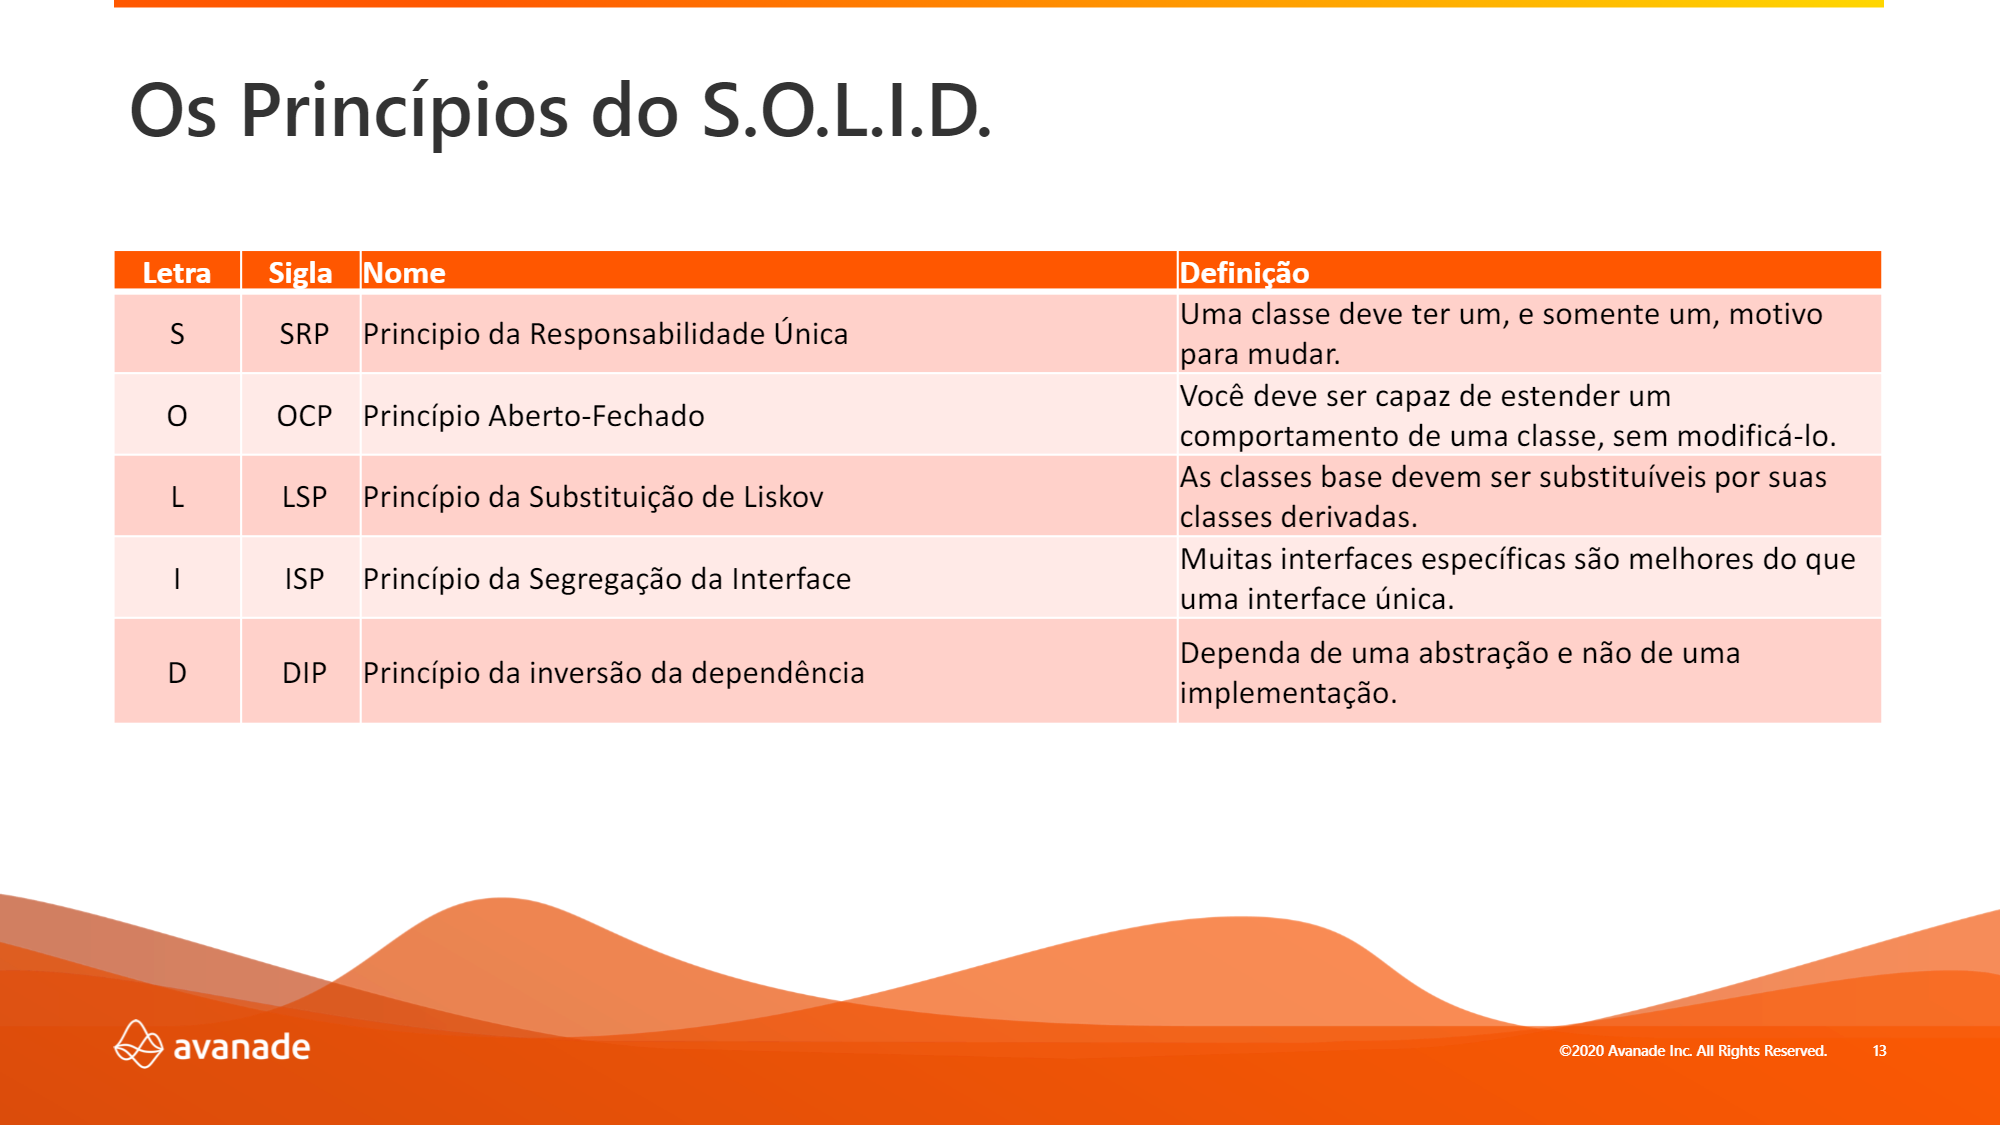 Os Princípios do S.O.L.I.D.
Letra Sigla Nome Definição
S SRP Principio da Responsabilidade Única Uma classe deve ter um, e somente um, motivo
para mudar.
O OCP Princípio Aberto-Fechado Você deve ser capaz de estender um
comportamento de uma classe, sem modificá-lo.
L LSP Princípio da Substituição de Liskov As classes base devem ser substituíveis por suas
classes derivadas.
I ISP Princípio da Segregação da Interface Muitas interfaces específicas são melhores do que
uma interface única.
D DIP Princípio da inversão da dependência Dependa de uma abstração e não de uma
implementação.
avanade
©2020 Avanade Inc. All Rights Reserved. 13